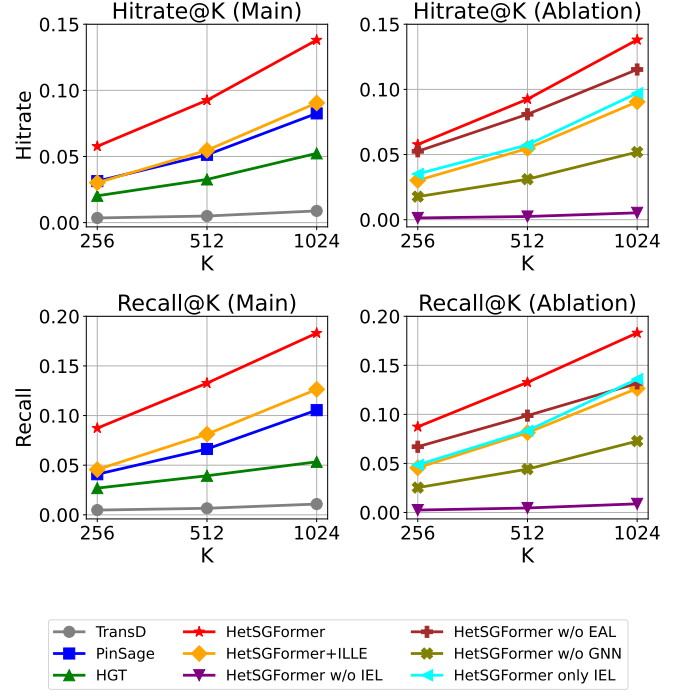 Hitrate@K (Main)
Hitrate@K (Ablation)
Hitrate
0.15
0.10
0.05
0.00
256 512 1024
K
0.15
0.10
0.05
0.00
256 512 1024
K
Recall@K (Main)
Recall@K (Ablation)
Recall
0.20
0.15
0.10
0.05
0.00
256 512 1024
K
0.20
0.15
0.10
0.05
0.00
256 512 1024
K
TransD
PinSage
HGT
HetSGFormer
HetSGFormer+ILLE
HetSGFormer w/o IEL
HetSGFormer w/o EAL
HetSGFormer w/o GNN
HetSGFormer only IEL